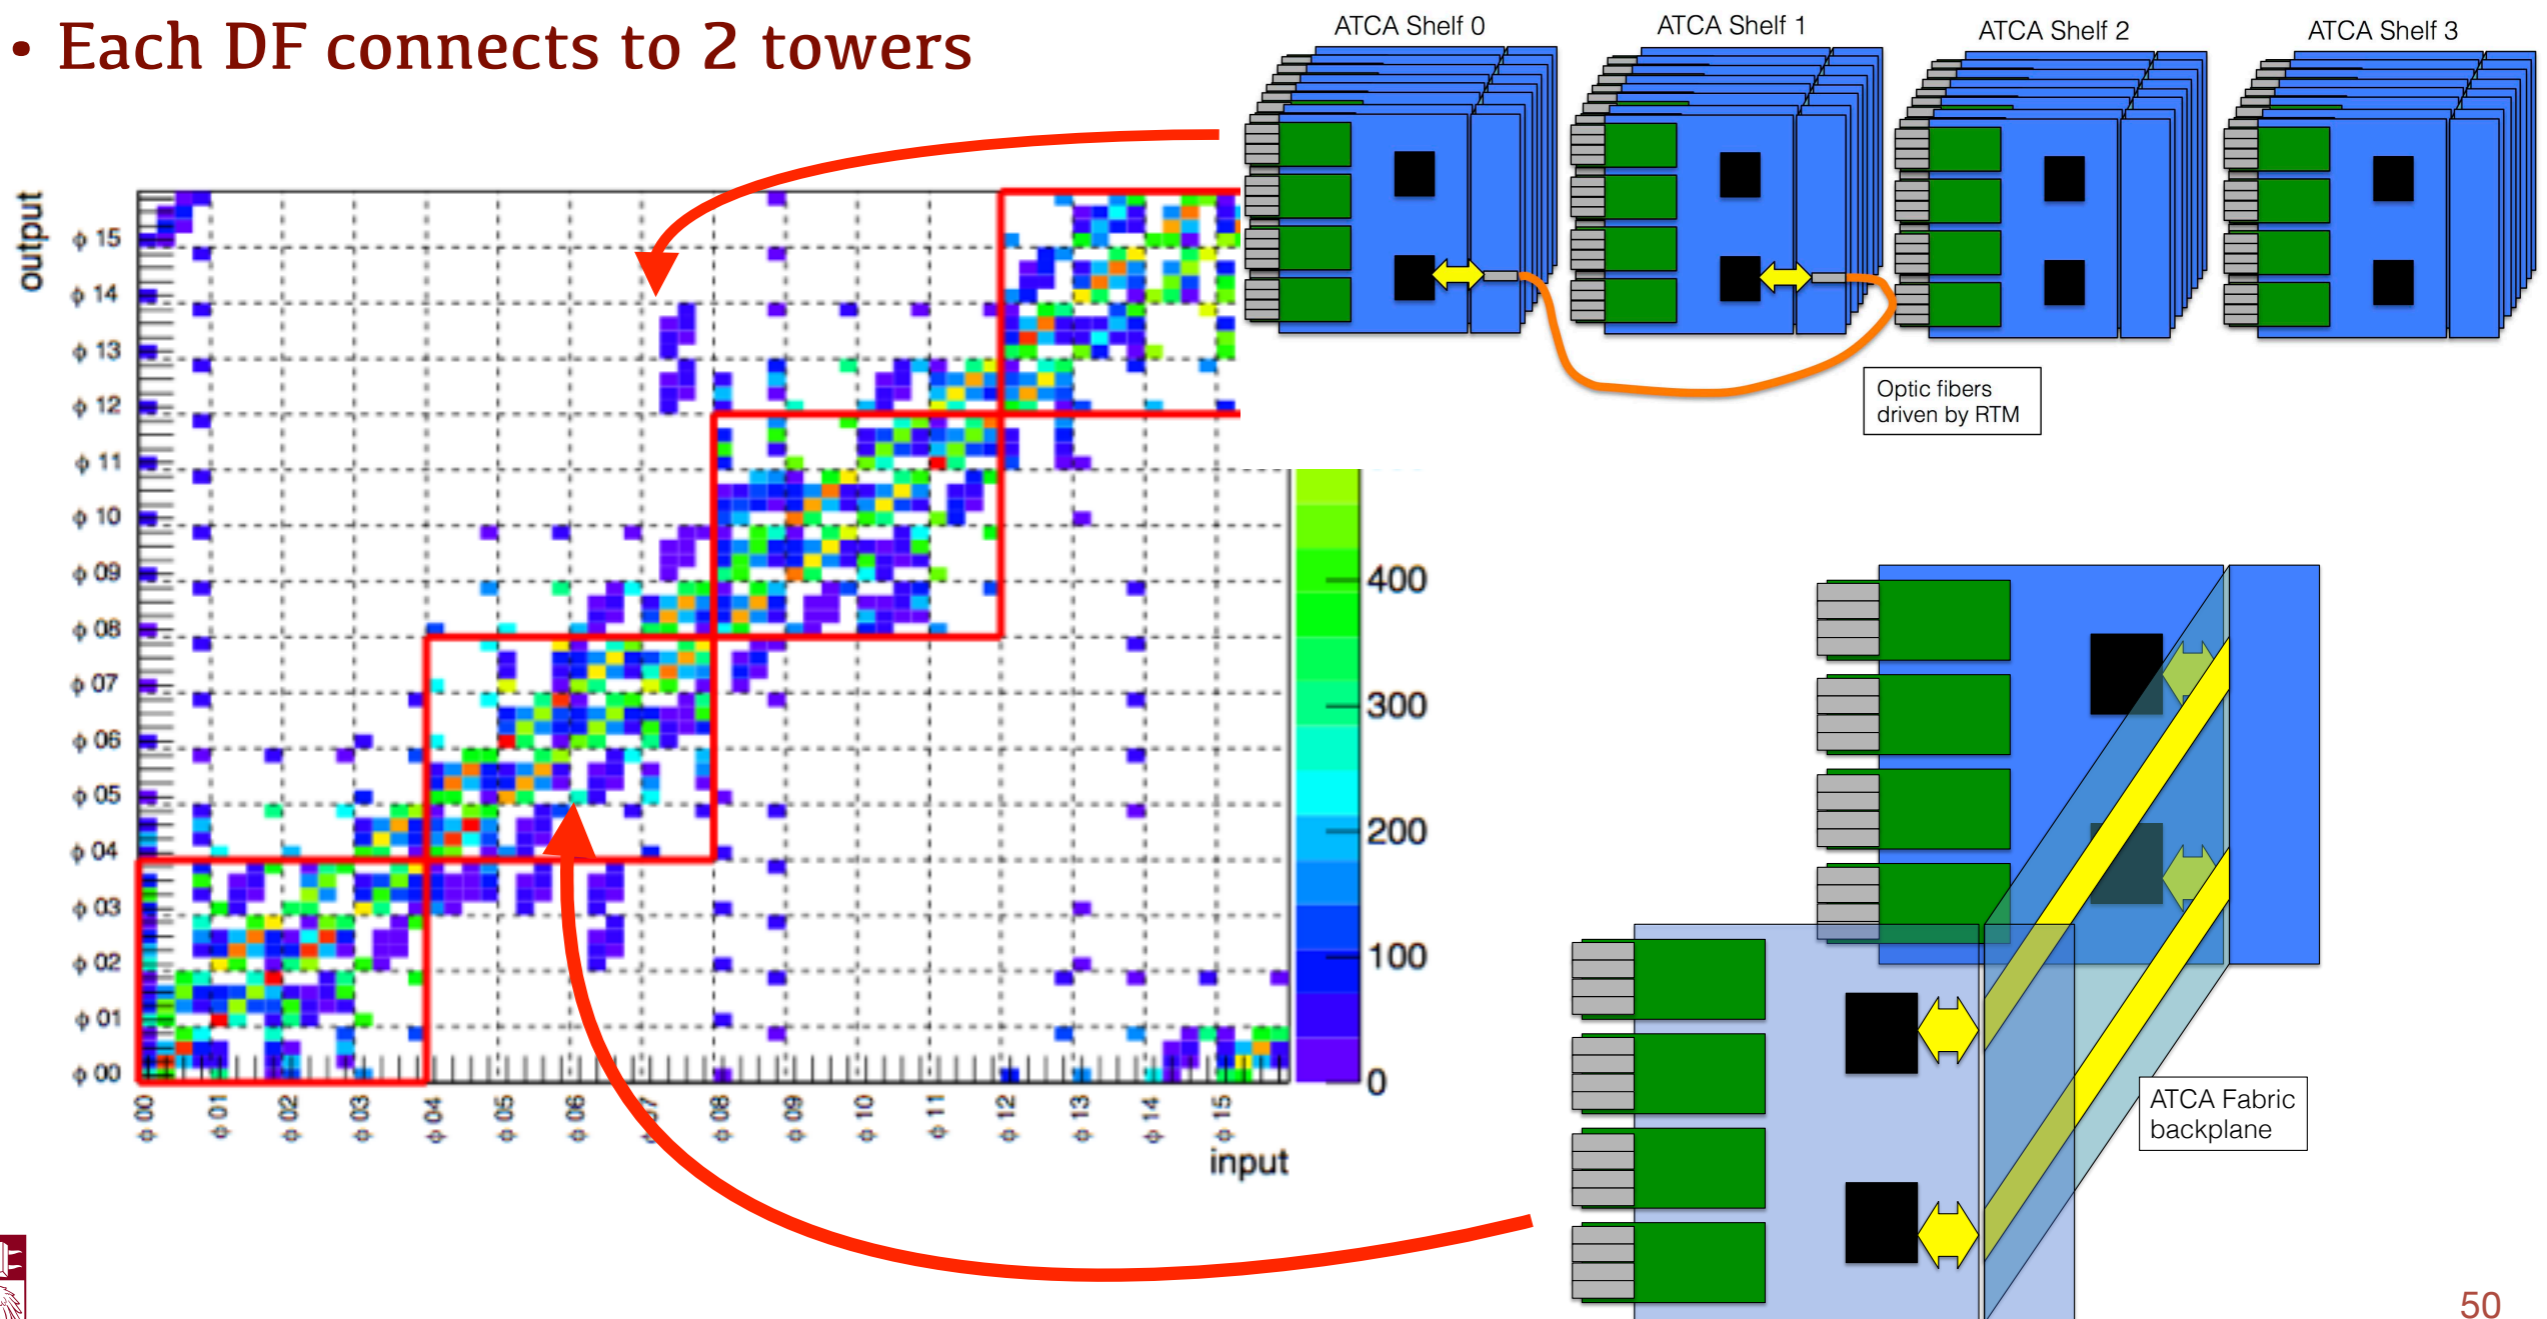 • Each DF connects to 2 towers
ATCA Shelf 0
ATCA Shelf 1
ATCA Shelf 2
ATCA Shelf 3
output
ϕ 15
ϕ 14
ϕ 13
ϕ 12
ϕ 11
ϕ 10
ϕ 09
ϕ 08
ϕ 07
ϕ 06
ϕ 05
ϕ 04
ϕ 03
ϕ 02
ϕ 01
ϕ 00
ϕ 00
ϕ 01
ϕ 02
ϕ 03
ϕ 04
ϕ 05
ϕ 06
ϕ 07
ϕ 08
ϕ 09
ϕ 10
ϕ 11
ϕ 12
ϕ 13
ϕ 14
ϕ 15
input
400
300
200
100
0
Optic fibers
driven by RTM
ATCA Fabric
backplane
50